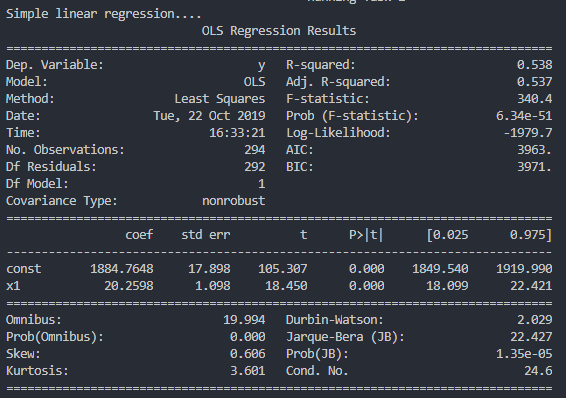 Simple linear regression....
OLS Regression Results
==============================================================================
Dep. Variable: y R-squared: 0.538
Model: OLS Adj. R-squared: 0.537
Method: Least Squares F-statistic: 340.4
Date: Tue, 22 Oct 2019 Prob (F-statistic): 6.34e-51
Time: 16:33:21 Log-Likelihood: -1979.7
No. Observations: 294 AIC: 3963.
Df Residuals: 292 BIC: 3971.
Df Model: 1
Covariance Type: nonrobust
==============================================================================
coef std err t P>|t| [0.025 0.975]
------------------------------------------------------------------------------
const 1884.7648 17.898 105.307 0.000 1849.540 1919.990
x1 20.2598 1.098 18.450 0.000 18.099 22.421
==============================================================================
Omnibus: 19.994 Durbin-Watson: 2.029
Prob(Omnibus): 0.000 Jarque-Bera (JB): 22.427
Skew: 0.606 Prob(JB): 1.35e-05
Kurtosis: 3.601 Cond. No. 24.6
==============================================================================